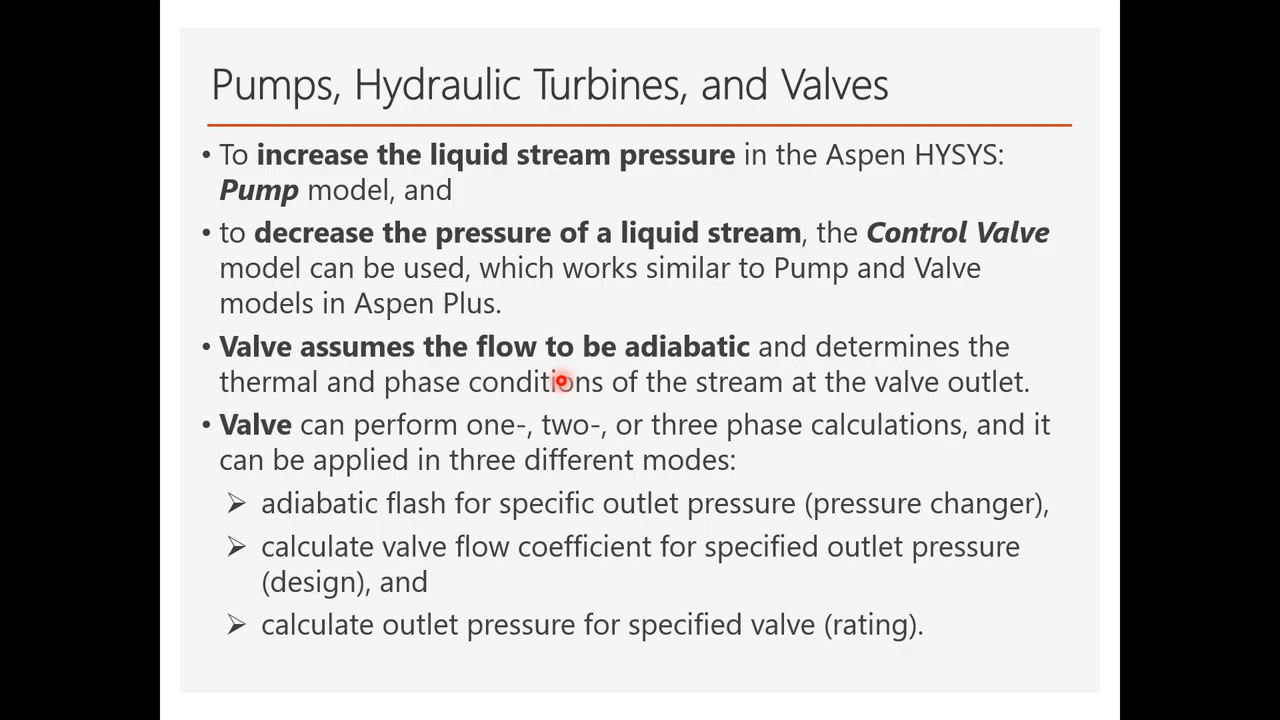 Pumps, Hydraulic Turbines, and Valves
• To increase the liquid stream pressure in the Aspen HYSYS:
Pump model, and
• to decrease the pressure of a liquid stream, the Control Valve
model can be used, which works similar to Pump and Valve
models in Aspen Plus.
• Valve assumes the flow to be adiabatic and determines the
thermal and phase conditions of the stream at the valve outlet.
• Valve can perform one-, two-, or three phase calculations, and it
can be applied in three different modes:
➢ adiabatic flash for specific outlet pressure (pressure changer),
➢ calculate valve flow coefficient for specified outlet pressure
(design), and
➢ calculate outlet pressure for specified valve (rating).